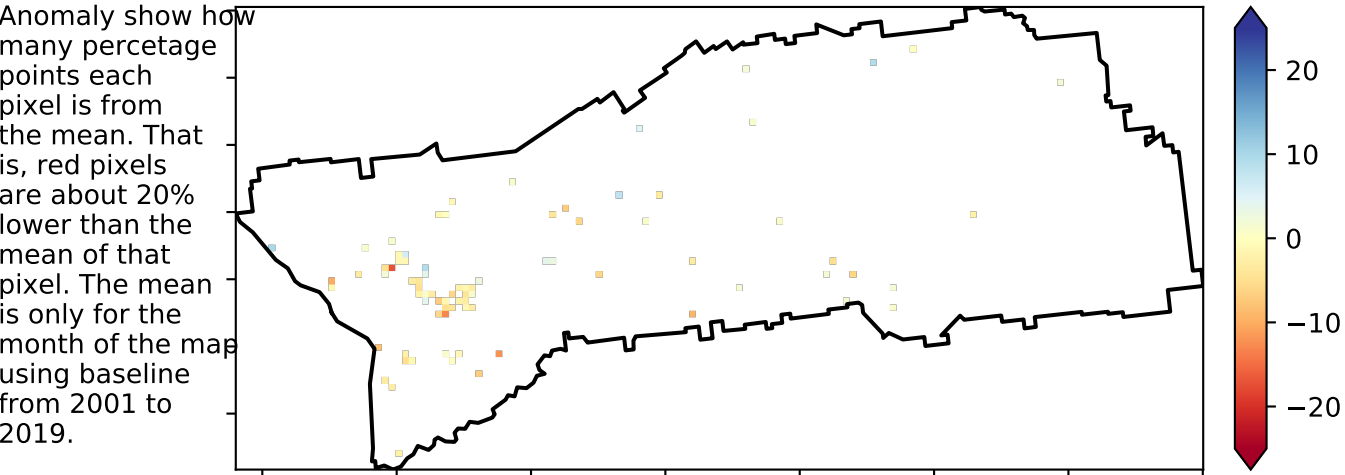 Anomaly show how
many percetage
points each
pixel is from
the mean. That
is, red pixels
are about 20%
lower than the
mean of that
pixel. The mean
is only for the
month of the map
using baseline
from 2001 to
2019.
20
10
0
−10
−20